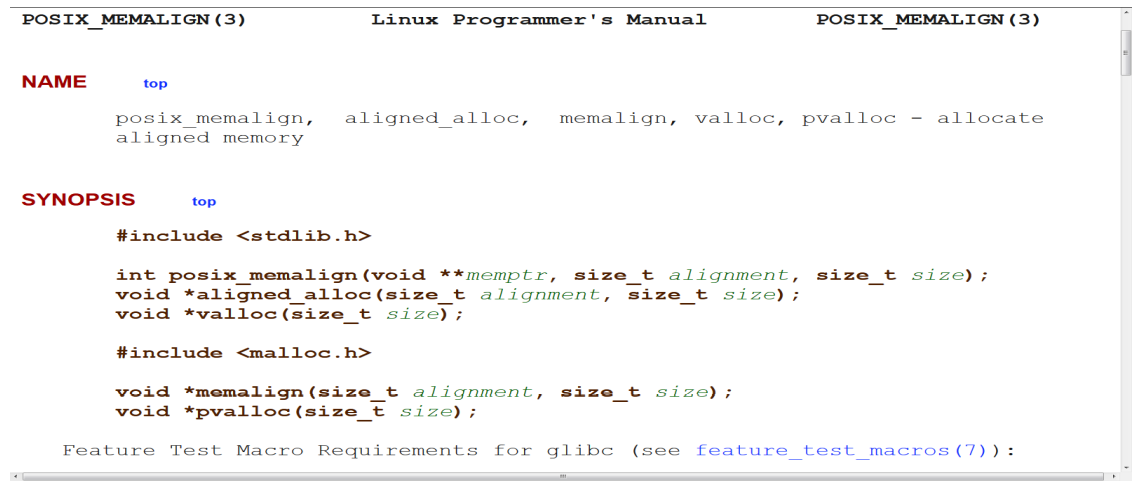 POSIX_MEMALIGN(3) Linux Programmer's Manual POSIX_MEMALIGN(3)
NAME top
posix_memalign, aligned_alloc, memalign, valloc, pvalloc - allocate
aligned memory
SYNOPSIS top
#include <stdlib.h>
int posix_memalign(void **memptr, size_t alignment, size_t size);
void *aligned_alloc(size_t alignment, size_t size);
void *valloc(size_t size);
#include <malloc.h>
void *memalign(size_t alignment, size_t size);
void *pvalloc(size_t size);
Feature Test Macro Requirements for glibc (see feature_test_macros(7)):